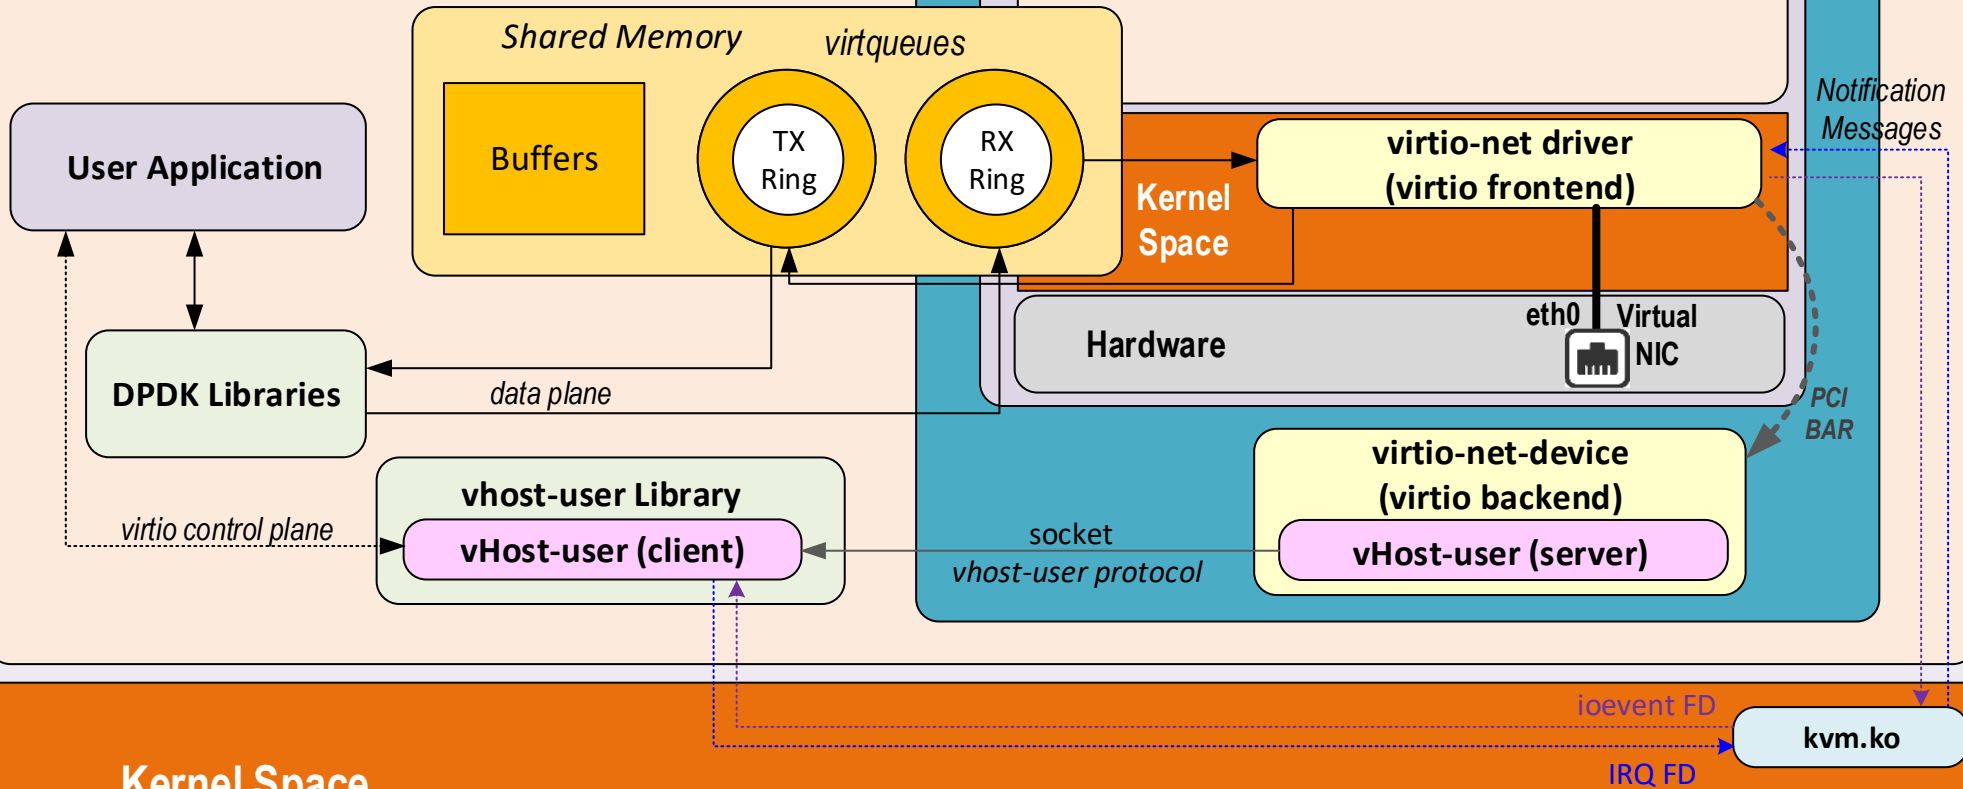 Shared Memory
virtqueues
Buffers
TX
Ring
RX
Ring
User Application
DPDK Libraries
data plane
Kernel
Space
virtio-net driver
(virtio frontend)
Notification
Messages
Hardware
eth0
Virtual
NIC
PCI
BAR
virtio-net-device
(virtio backend)
vHost-user (server)
socket
vhost-user protocol
vhost-user Library
vHost-user (client)
virtio control plane
ioevent FD
kvm.ko
IRQ FD
Kernel Space